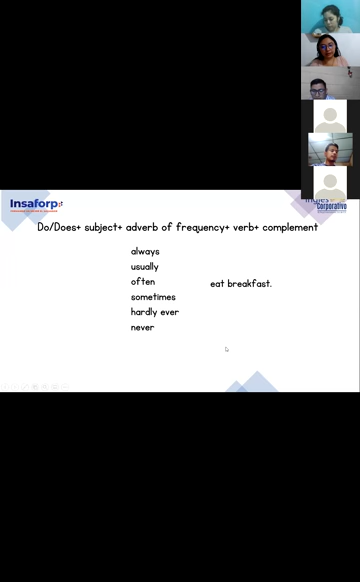 Insaforp
Inglés
Corporativo
Do/Does+ subject+ adverb of frequency+ verb+ complement
always
usually
often
eat breakfast.
sometimes
hardly ever
never